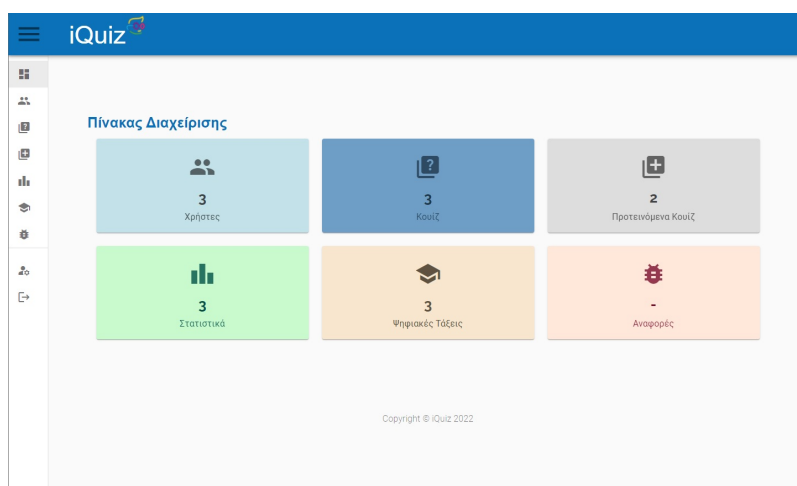 iQuiz
Πίνακας Διαχείρισης
3
Χρήστες
3
Κουίζ
2
Προτεινόμενα Κουίζ
3
Στατιστικά
3
Ψηφιακές Τάξεις
-
Αναφορές
Copyright © iQuiz 2022